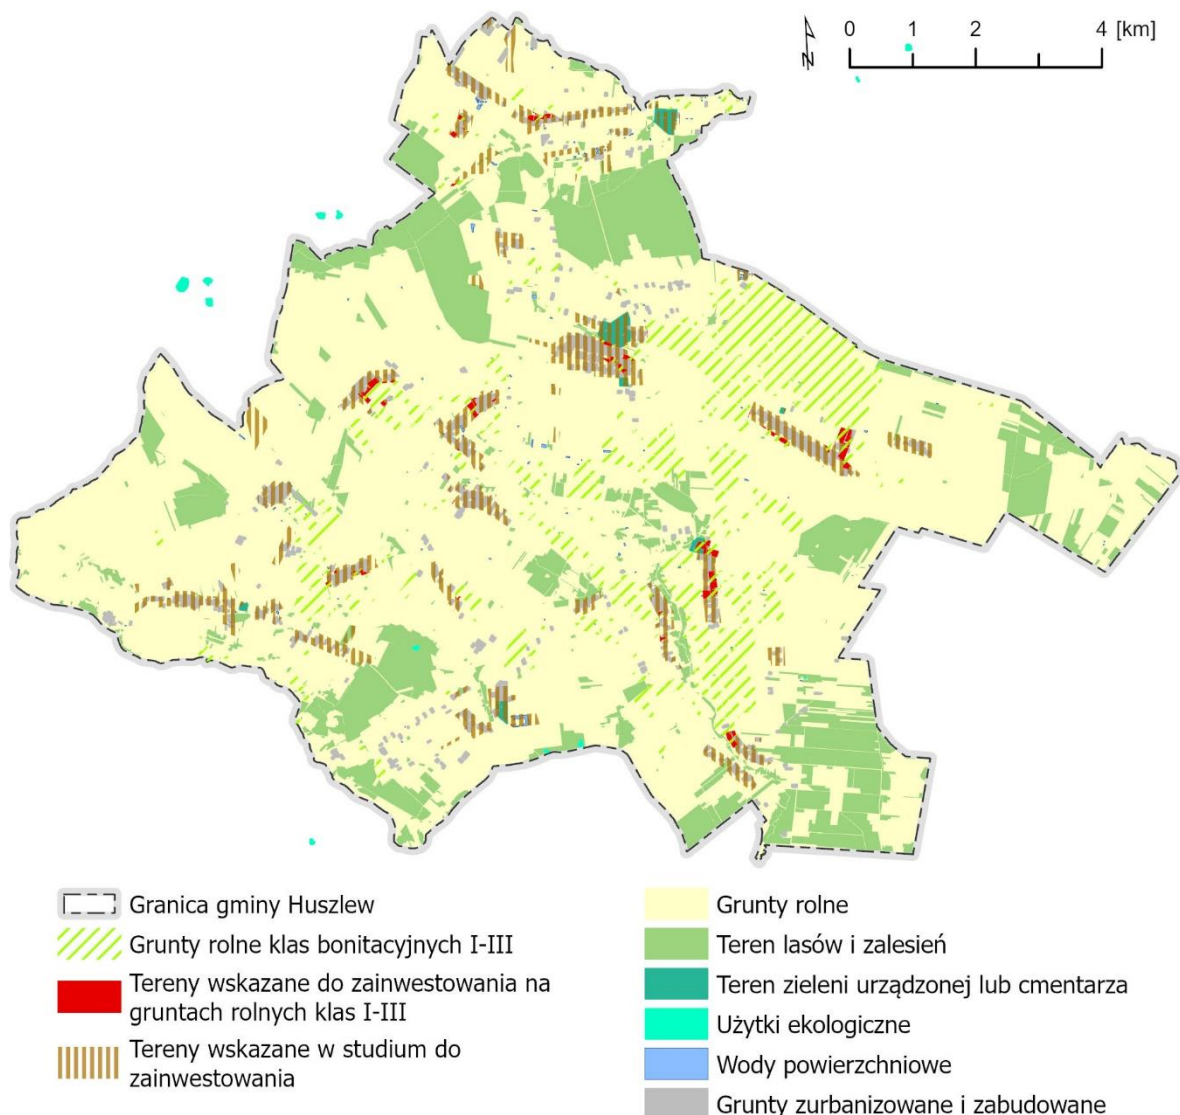 0 1 2 4 [km]
N
Granica gminy Huszlew
Grunty rolne klas bonitacyjnych I-III
Tereny wskazane do zainwestowania na
gruntach rolnych klas I-III
Tereny wskazane w studium do
zainwestowania
Grunty rolne
Teren lasów i zalesień
Teren zieleni urządzonej lub cmentarza
Użytki ekologiczne
Wody powierzchniowe
Grunty zurbanizowane i zabudowane